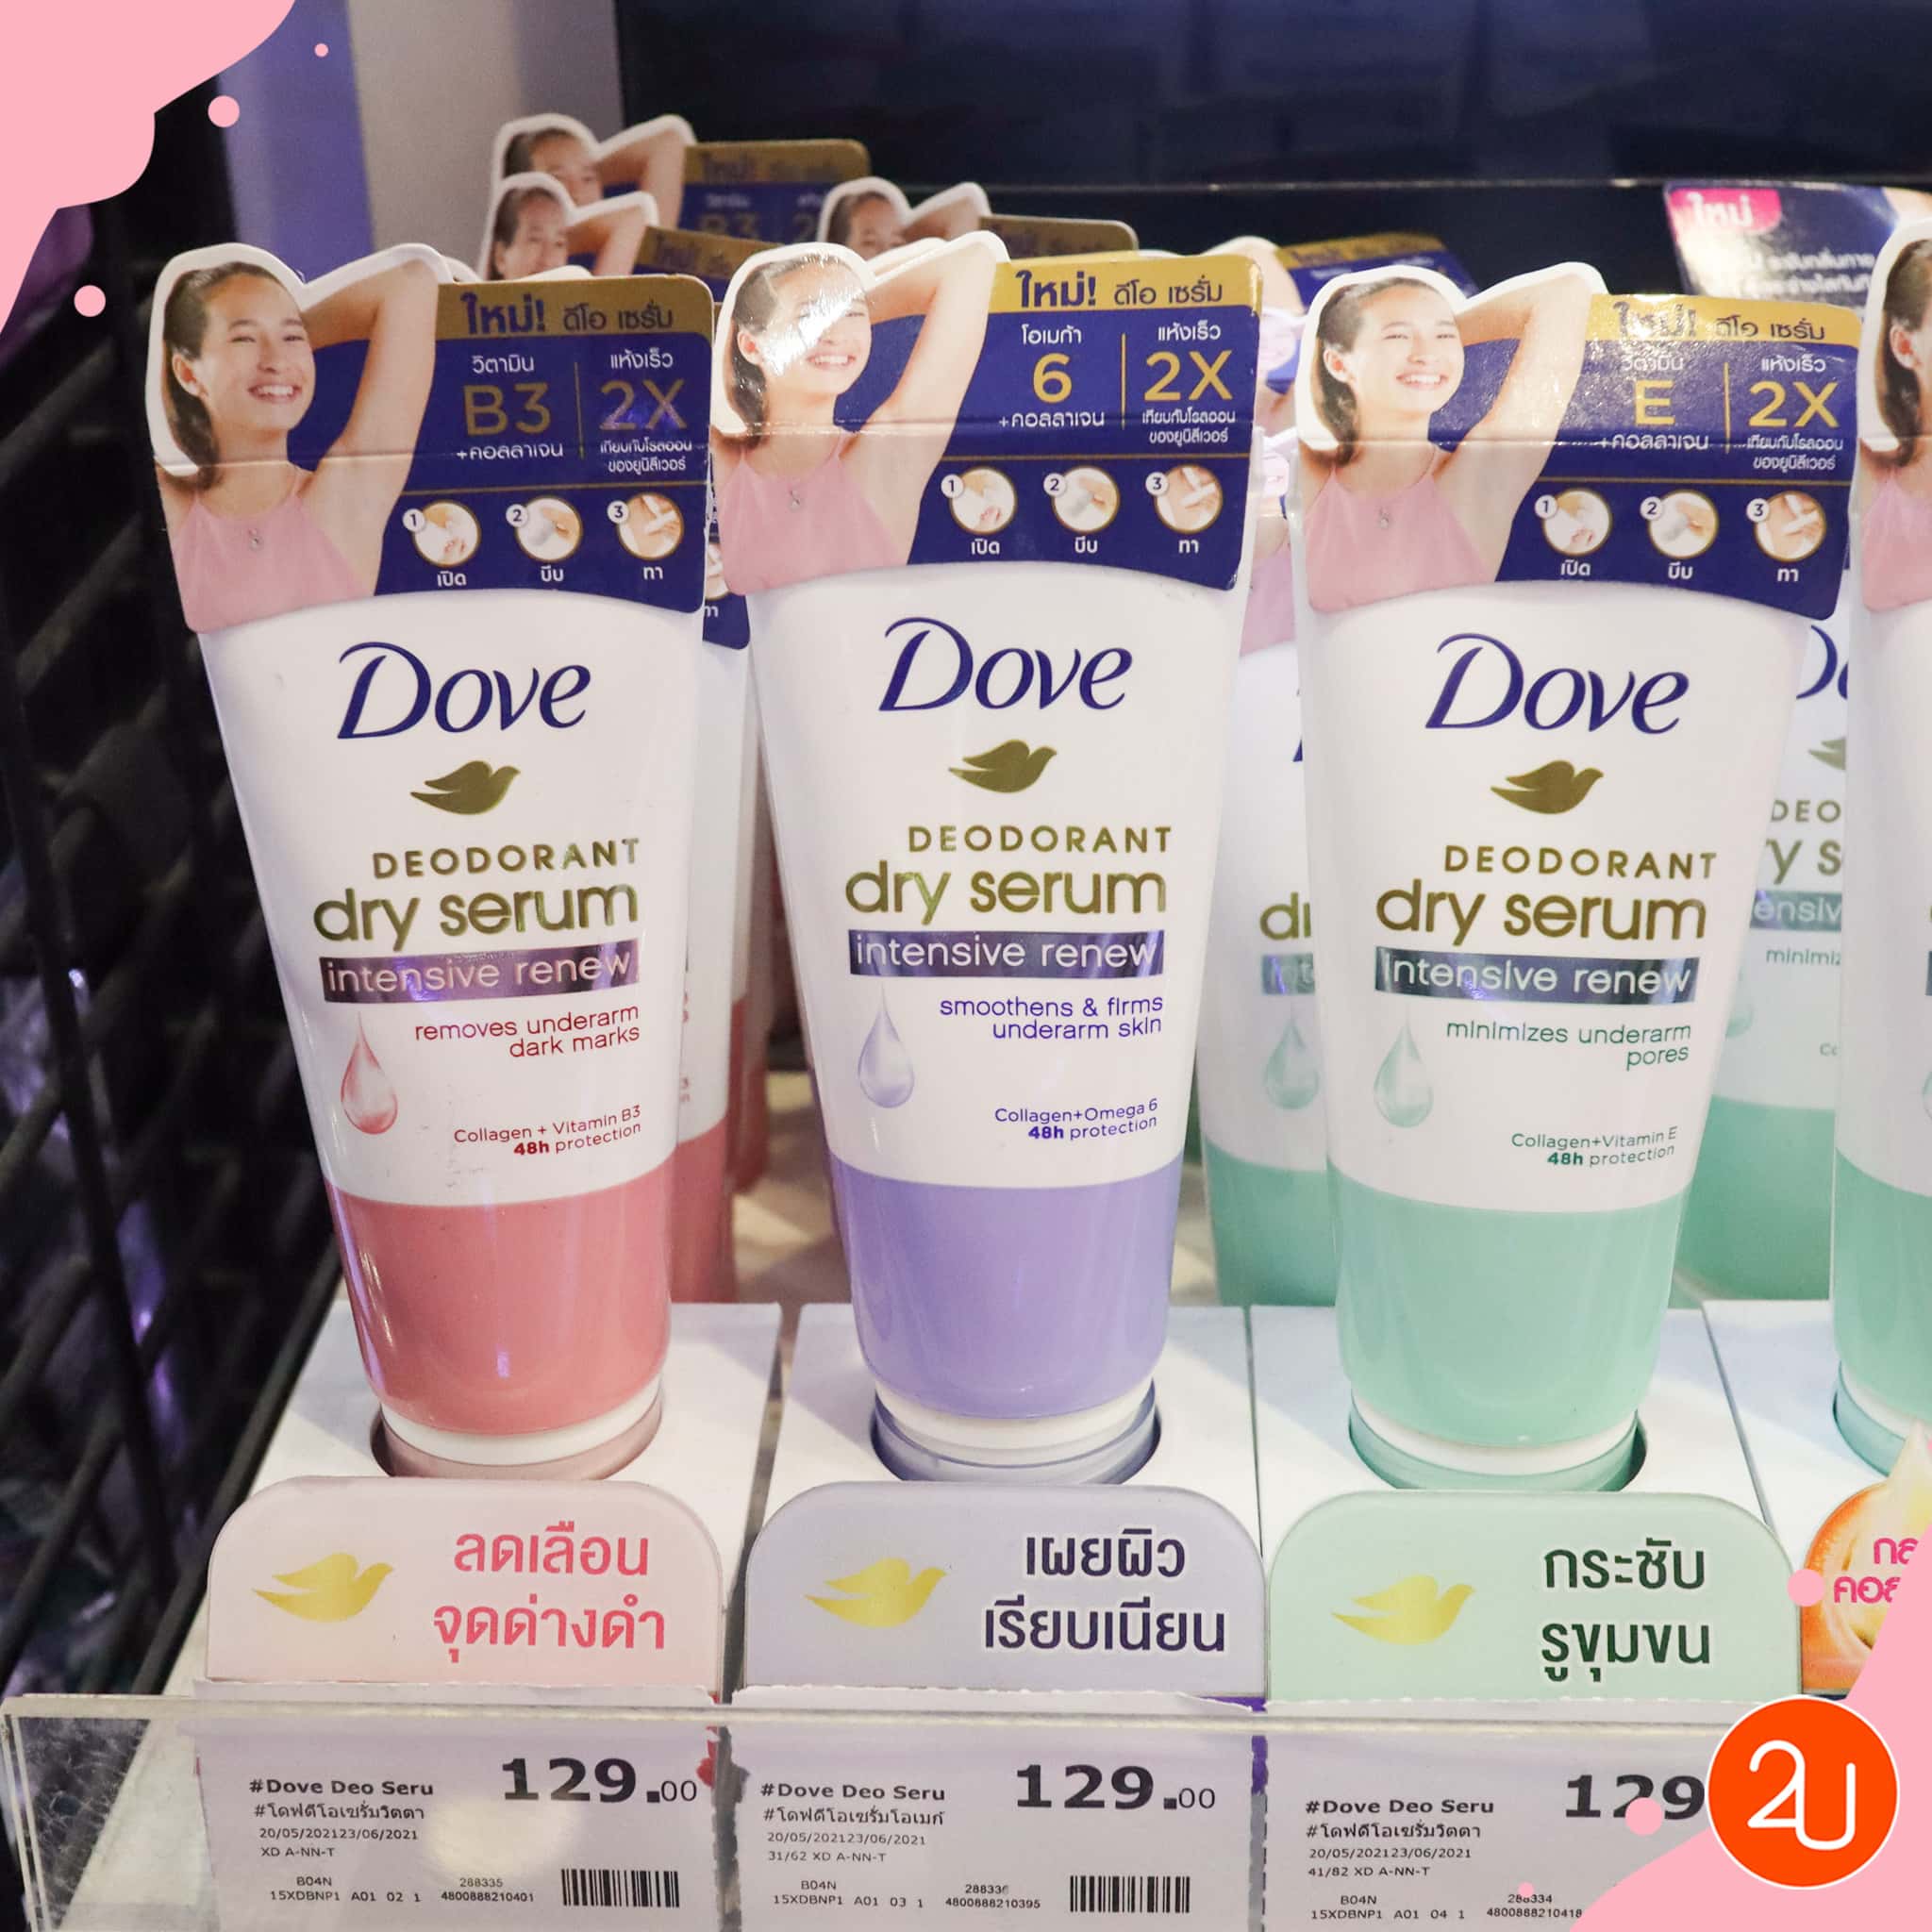 ใหม่! ดีโอ เซรั่ม
วิตามิน
B3
+คอลลาเจน
แห้งเร็ว
2X
เทียบกับโรลออน
ของยูนิลีเวอร์
1 2 3
เปิด บีบ ทา
Dove
DEODORANT
dry serum
intensive renew
removes underarm
dark marks
Collagen + Vitamin B3
48h protection
ใหม่! ดีโอ เซรั่ม
โอเมก้า
6
+คอลลาเจน
แห้งเร็ว
2X
เทียบกับโรลออน
ของยูนิลีเวอร์
1 2 3
เปิด บีบ ทา
Dove
DEODORANT
dry serum
intensive renew
smoothens & firms
underarm skin
Collagen+Omega 6
48h protection
ใหม่! ดีโอ เซรั่ม
วิตามิน
E
+คอลลาเจน
แห้งเร็ว
2X
เทียบกับโรลออน
ของยูนิลีเวอร์
1 2 3
เปิด บีบ ทา
Dove
DEODORANT
dry serum
intensive renew
minimizes underarm
pores
Collagen+Vitamin E
48h protection
ใหม่
ลดเลือน
จุดด่างดำ
เผยผิว
เรียบเนียน
กระชับ
รูขุมขน
#Dove Deo Seru 129.00
#โดฟดีโอเซรั่มวิตตา
20/05/202123/06/2021
XD A-NN-T
B04N 288335
15XDBNP1 A01 02 1 4800888210401
#Dove Deo Seru 129.00
#โดฟดีโอเซรั่มโอเมก้
20/05/202123/06/2021
31/62 XD A-NN-T
B04N
15XDBNP1 A01 03 1 4800888210395
#Dove Deo Seru 129
#โดฟดีโอเซรั่มวิตตา
20/05/202123/06/2021
41/82 XD A-NN-T
B04N 288334
15XDBNP1 A01 04 1 4800888210418
2U